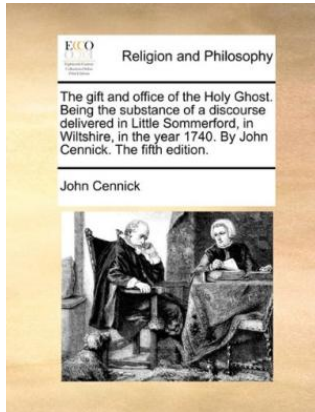 ECCO
Religion and Philosophy
The gift and office of the Holy Ghost.
Being the substance of a discourse
delivered in Little Sommerford, in
Wiltshire, in the year 1740. By John
Cennick. The fifth edition.
John Cennick